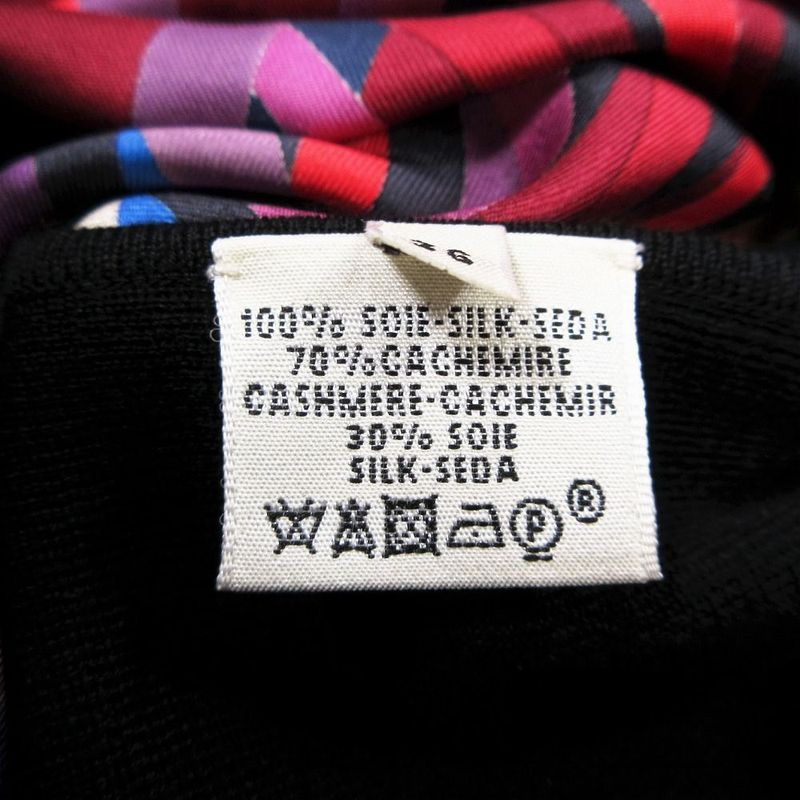 100% SOIE-SILK-SEDA
70% CACHEMIRE
CASHMERE-CACHEMIR
30% SOIE
SILK-SEDA
P ®